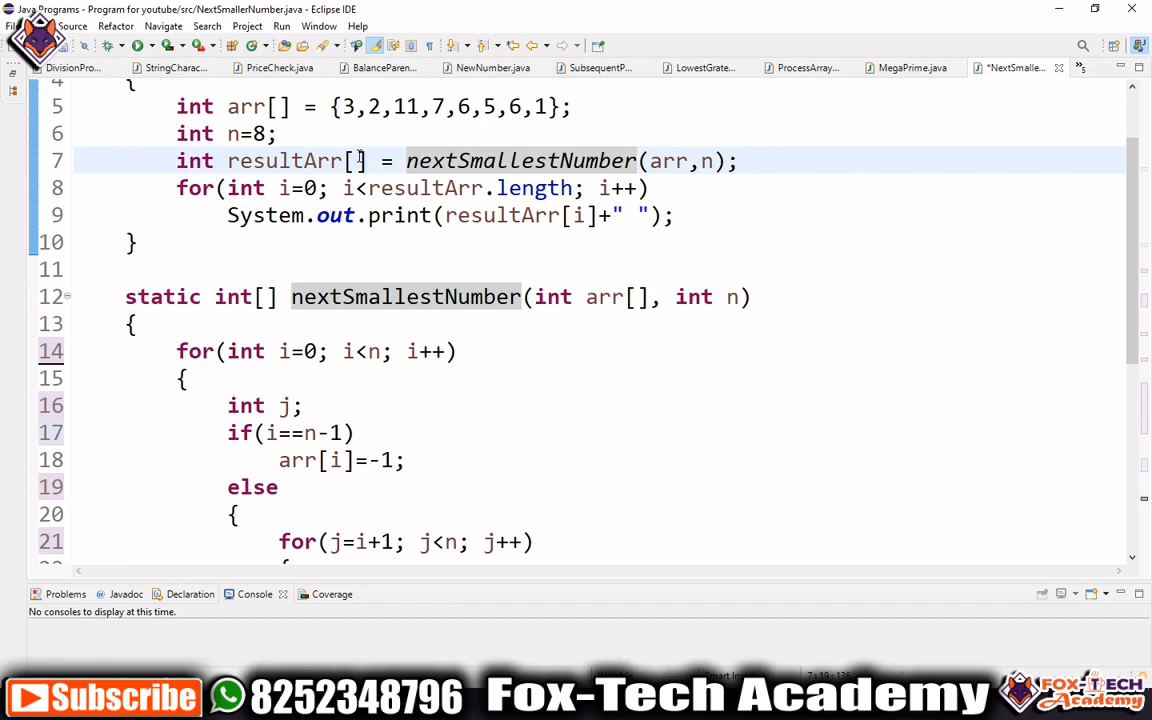 Java Programs - Program for youtube/src/NextSmallerNumber.java - Eclipse IDE
Source Refactor Navigate Search Project Run Window Help
DivisionPro... StringCharac... PriceCheck.java BalanceParen... NewNumber.java SubsequentP... LowestGrate... ProcessArray... MegaPrime.java *NextSmalle... »5
4 {
5 int arr[] = {3,2,11,7,6,5,6,1};
6 int n=8;
7 int resultArr[] = nextSmallestNumber(arr,n);
8 for(int i=0; i<resultArr.length; i++)
9 System.out.print(resultArr[i]+" ");
10 }
11
12 static int[] nextSmallestNumber(int arr[], int n)
13 {
14 for(int i=0; i<n; i++)
15 {
16 int j;
17 if(i==n-1)
18 arr[i]=-1;
19 else
20 {
21 for(j=i+1; j<n; j++)
Problems @ Javadoc Declaration Console Coverage
No consoles to display at this time.
Subscribe 8252348796 Fox-Tech Academy FOX-TECH ACADEMY